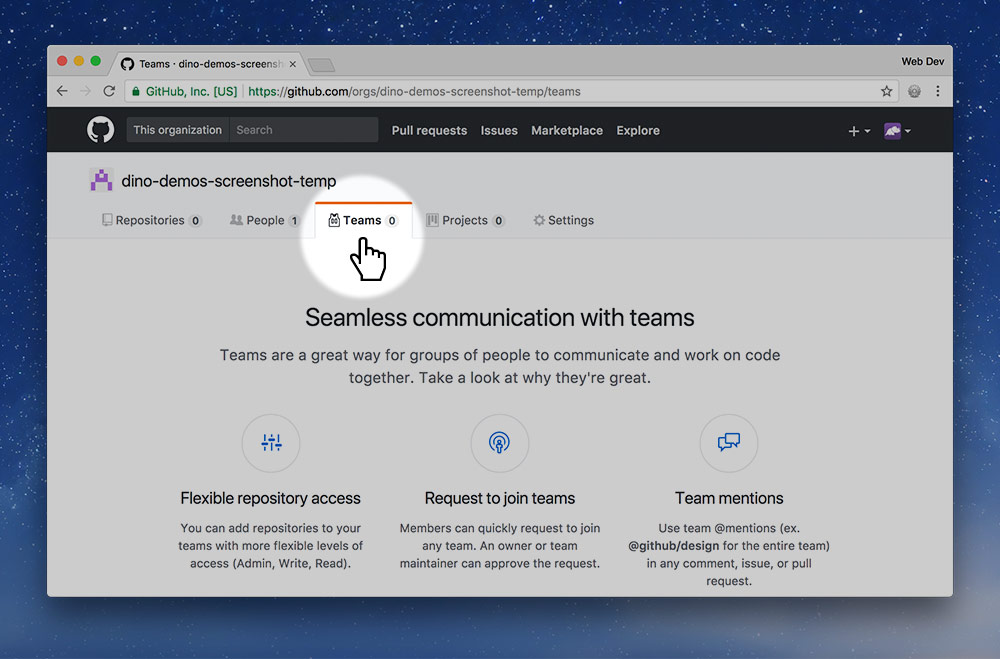 Teams · dino-demos-screensh
Web Dev
GitHub, Inc. [US] https://github.com/orgs/dino-demos-screenshot-temp/teams
This organization Search Pull requests Issues Marketplace Explore
dino-demos-screenshot-temp
Repositories 0 People 1 Teams 0 Projects 0 Settings
Seamless communication with teams
Teams are a great way for groups of people to communicate and work on code
together. Take a look at why they're great.
Flexible repository access
You can add repositories to your
teams with more flexible levels of
access (Admin, Write, Read).
Request to join teams
Members can quickly request to join
any team. An owner or team
maintainer can approve the request.
Team mentions
Use team @mentions (ex.
@github/design for the entire team)
in any comment, issue, or pull
request.